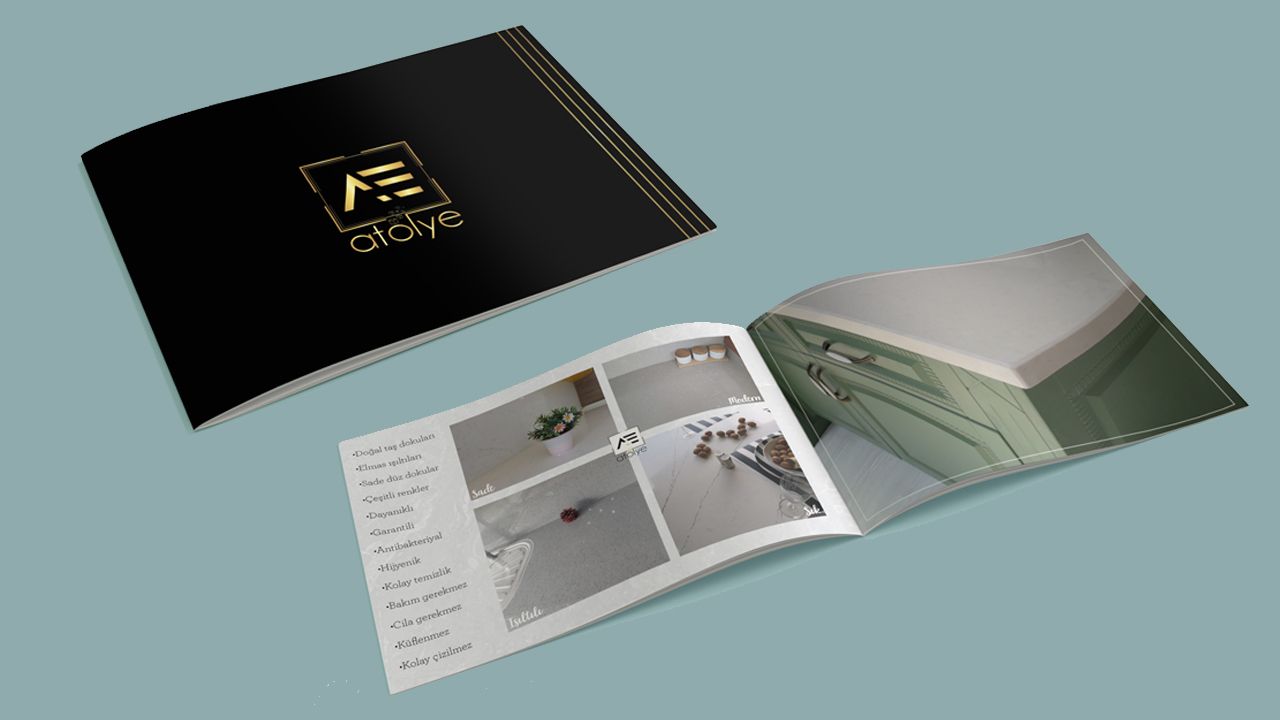 AE
atolye
•Doğal taş dokuları
•Elmas ışıltıları
•Sade düz dokular
•Çeşitli renkler
•Dayanıklı
•Garantili
•Antibakteriyal
•Hijyenik
•Kolay temizlik
•Bakım gerekmez
•Cila gerekmez
•Küflenmez
•Kolay çizilmez
Sade
Modern
AE
atolye
Işıltılı
Şık